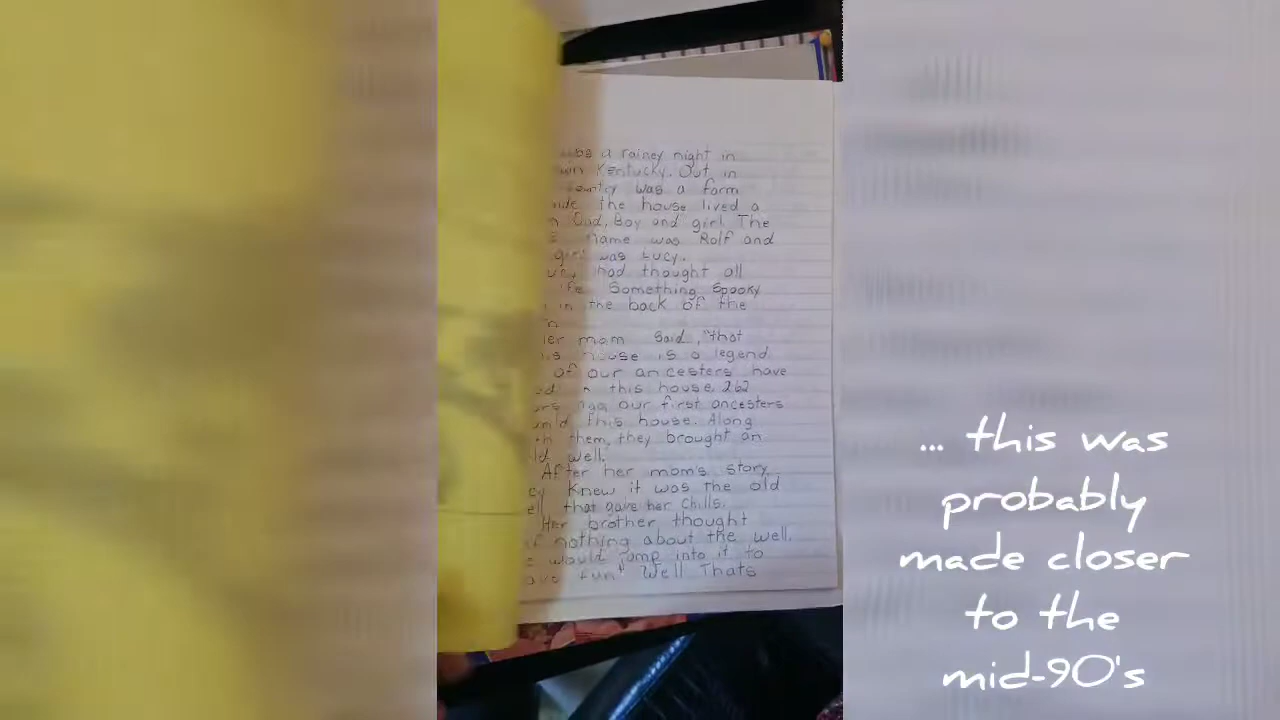 a rainey night in
Kentucky. Out in
country was a farm
the house lived a
Dad, Boy and girl. The
name was Rolf and
girl was Lucy.
had thought all
Something Spooky
in the back of the
mom said, "that
house is a legend.
of our ancesters have
this house. 262
our first ancesters
this house. Along
them, they brought an
well."
After her mom's story
Knew it was the old
that gave her chills.
Her brother thought
nothing about the well.
would jump into it to
fun" Well Thats
... this was
probably
made closer
to the
mid-90's